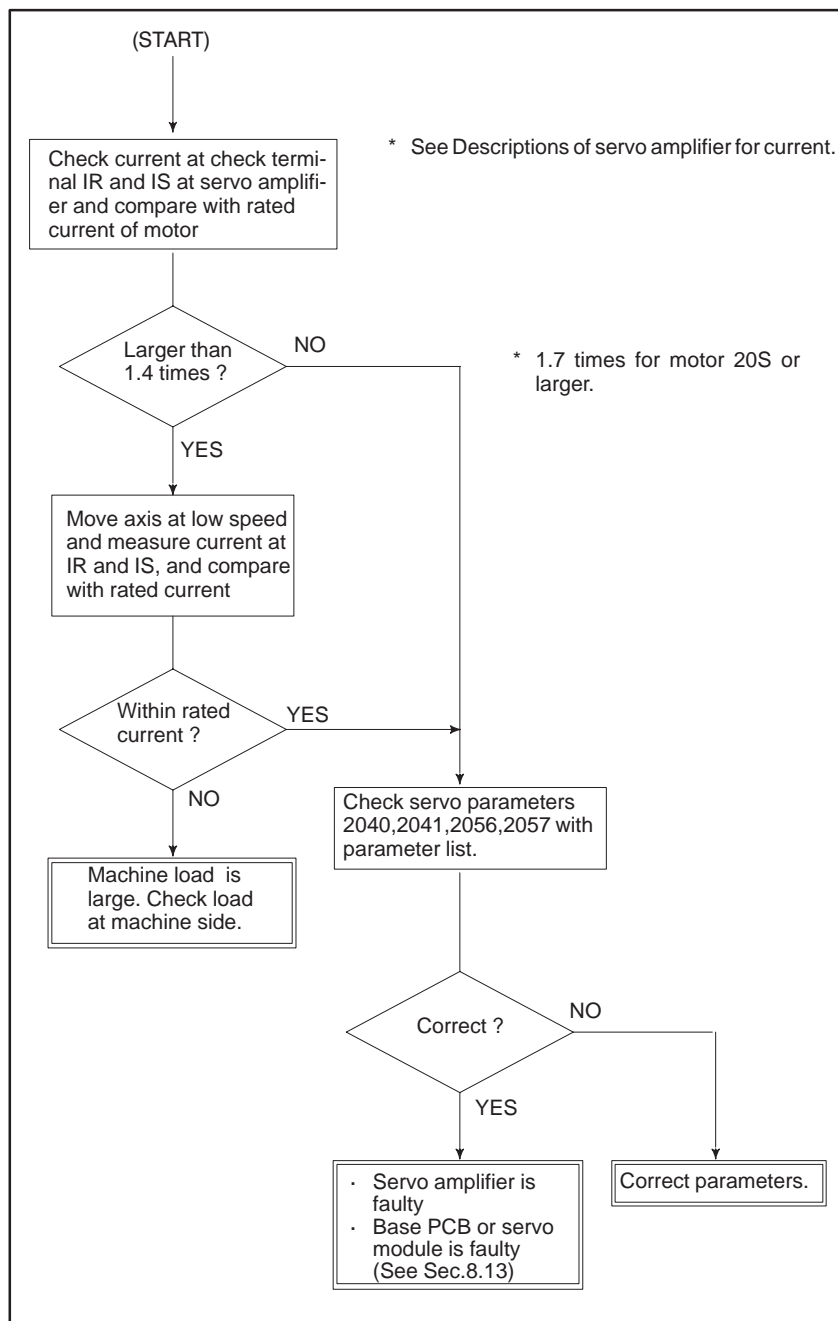 (START)
Check current at check termi-
nal IR and IS at servo amplifi-
er and compare with rated
current of motor
* See Descriptions of servo amplifier for current.
Larger than
1.4 times ?
NO
* 1.7 times for motor 20S or
larger.
YES
Move axis at low speed
and measure current at
IR and IS, and compare
with rated current
Within rated
current ?
YES
NO
Machine load is
large. Check load
at machine side.
Check servo parameters
2040,2041,2056,2057 with
parameter list.
Correct ?
NO
YES
· Servo amplifier is
faulty
· Base PCB or servo
module is faulty
(See Sec.8.13)
Correct parameters.